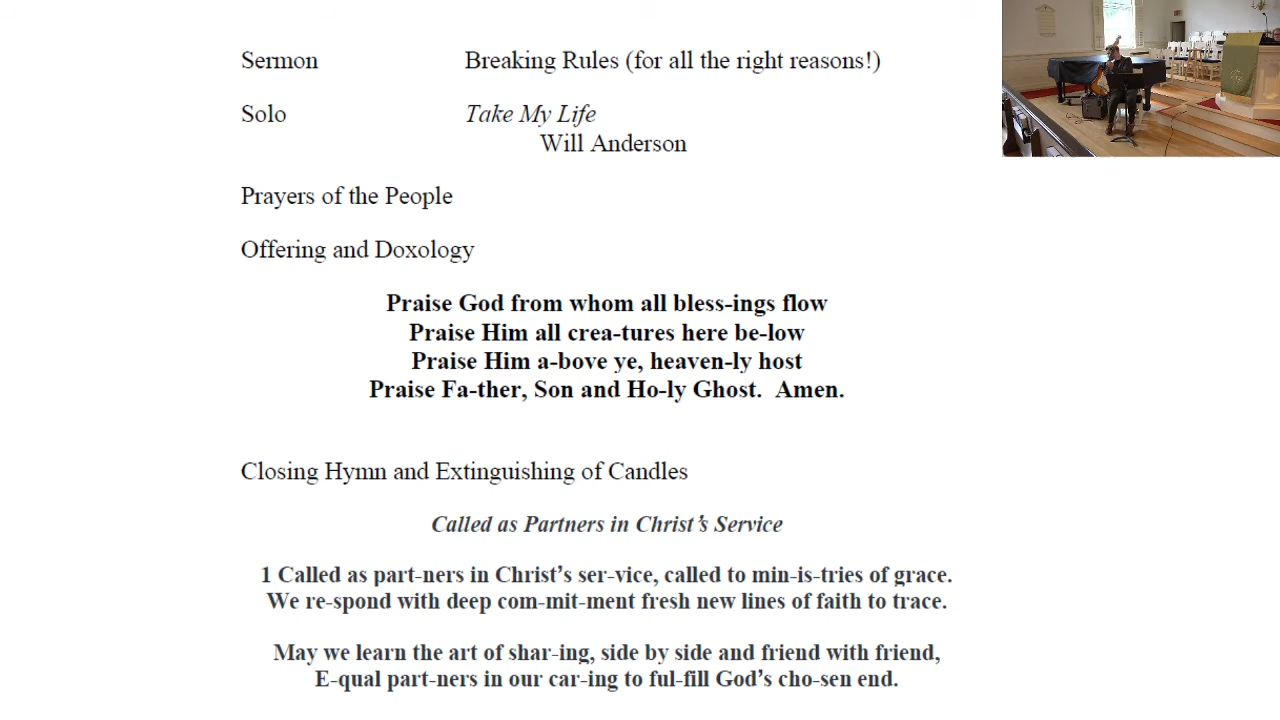 Sermon Breaking Rules (for all the right reasons!)
Solo Take My Life
Will Anderson
Prayers of the People
Offering and Doxology
Praise God from whom all bless-ings flow
Praise Him all crea-tures here be-low
Praise Him a-bove ye, heaven-ly host
Praise Fa-ther, Son and Ho-ly Ghost. Amen.
Closing Hymn and Extinguishing of Candles
Called as Partners in Christ’s Service
1 Called as part-ners in Christ’s ser-vice, called to min-is-tries of grace.
We re-spond with deep com-mit-ment fresh new lines of faith to trace.
May we learn the art of shar-ing, side by side and friend with friend,
E-qual part-ners in our car-ing to ful-fill God’s cho-sen end.